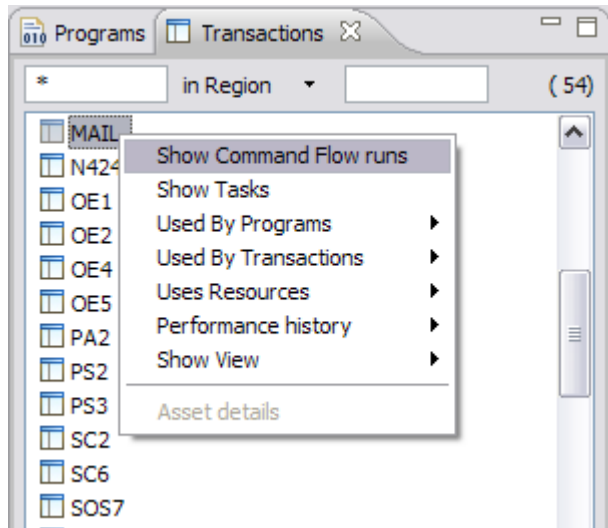 010 Programs Transactions
* in Region ( 54)
MAIL
N424
OE1
OE2
OE4
OE5
PA2
PS2
PS3
SC2
SC6
SOS7
Show Command Flow runs
Show Tasks
Used By Programs
Used By Transactions
Uses Resources
Performance history
Show View
Asset details